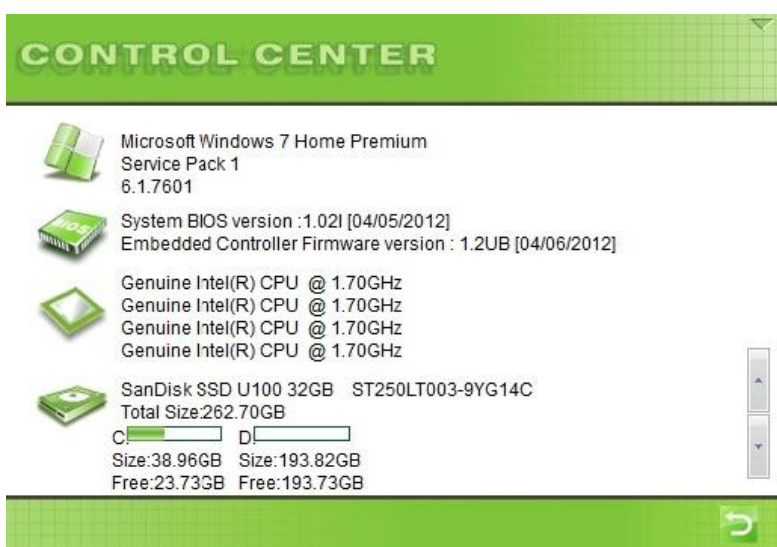 CONTROL CENTER
Microsoft Windows 7 Home Premium
Service Pack 1
6.1.7601
BIOS
System BIOS version :1.02I [04/05/2012]
Embedded Controller Firmware version : 1.2UB [04/06/2012]
Genuine Intel(R) CPU @ 1.70GHz
Genuine Intel(R) CPU @ 1.70GHz
Genuine Intel(R) CPU @ 1.70GHz
Genuine Intel(R) CPU @ 1.70GHz
SanDisk SSD U100 32GB ST250LT003-9YG14C
Total Size:262.70GB
C: D:
Size:38.96GB Size:193.82GB
Free:23.73GB Free:193.73GB